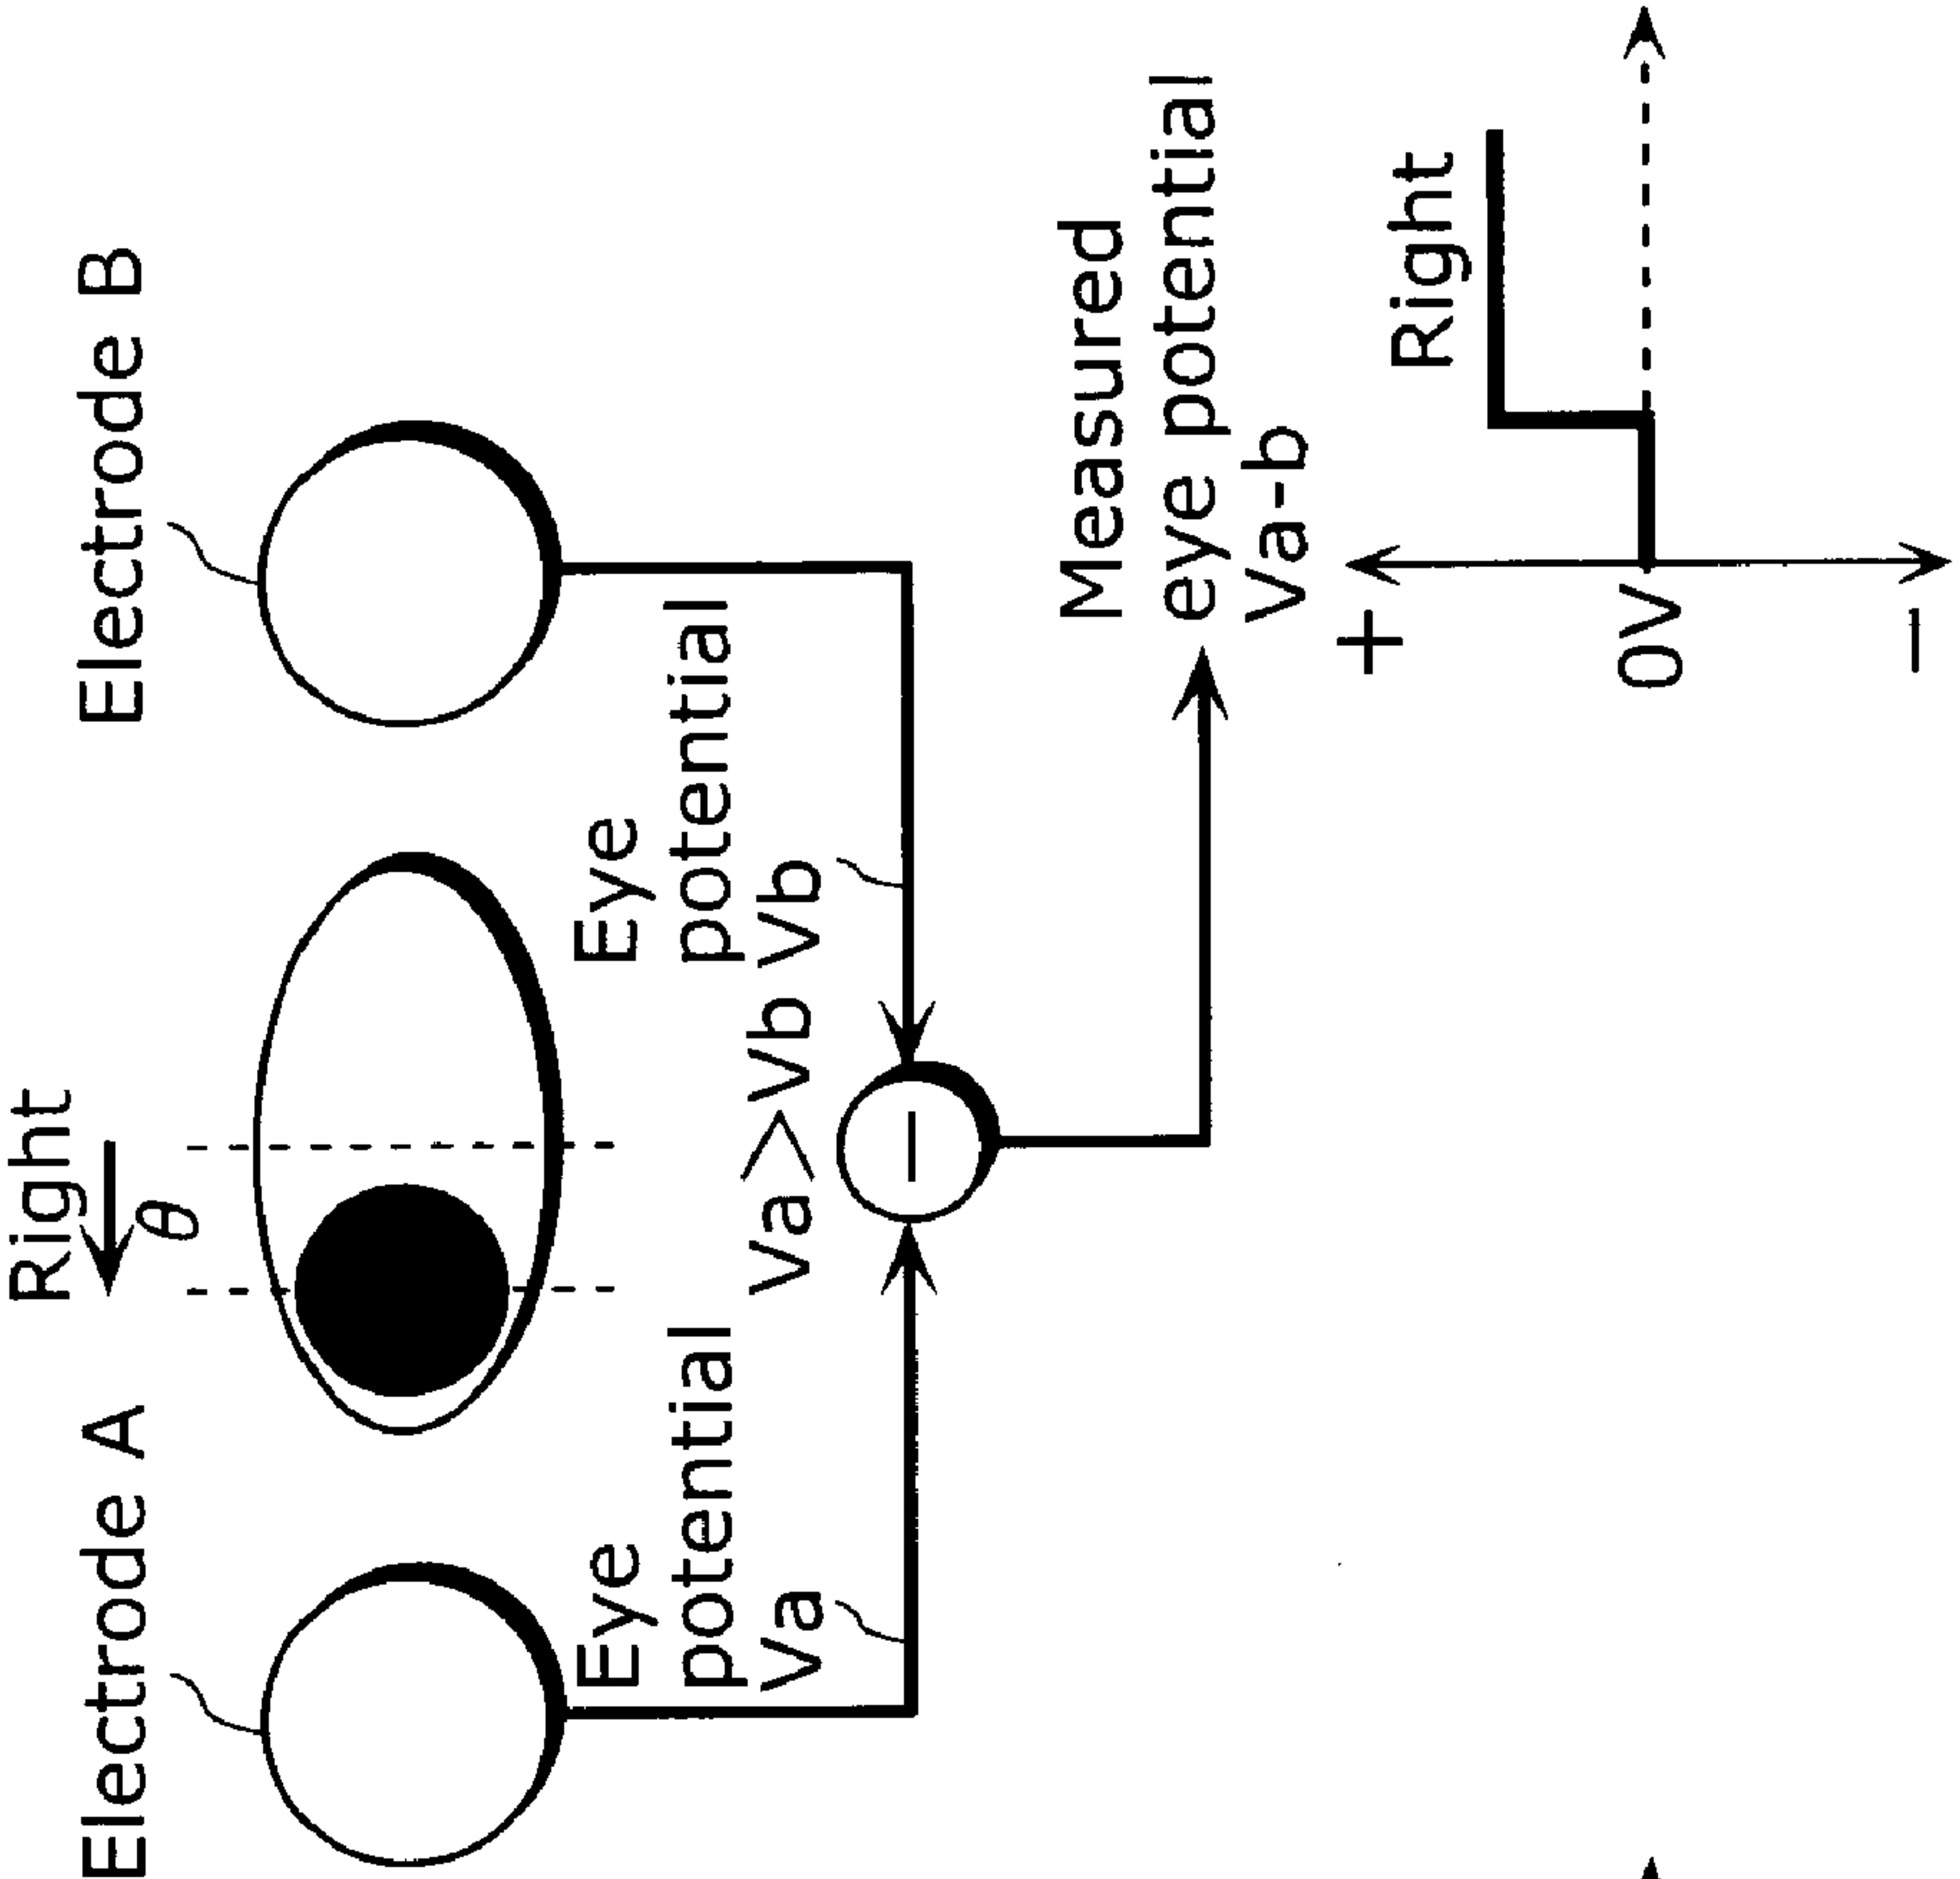 Right
θ
Electrode A
Electrode B
Eye
potential
Va
Va>Vb
Eye
potential
Vb
−
Measured
eye potential
Va-b
+
Right
0V
−